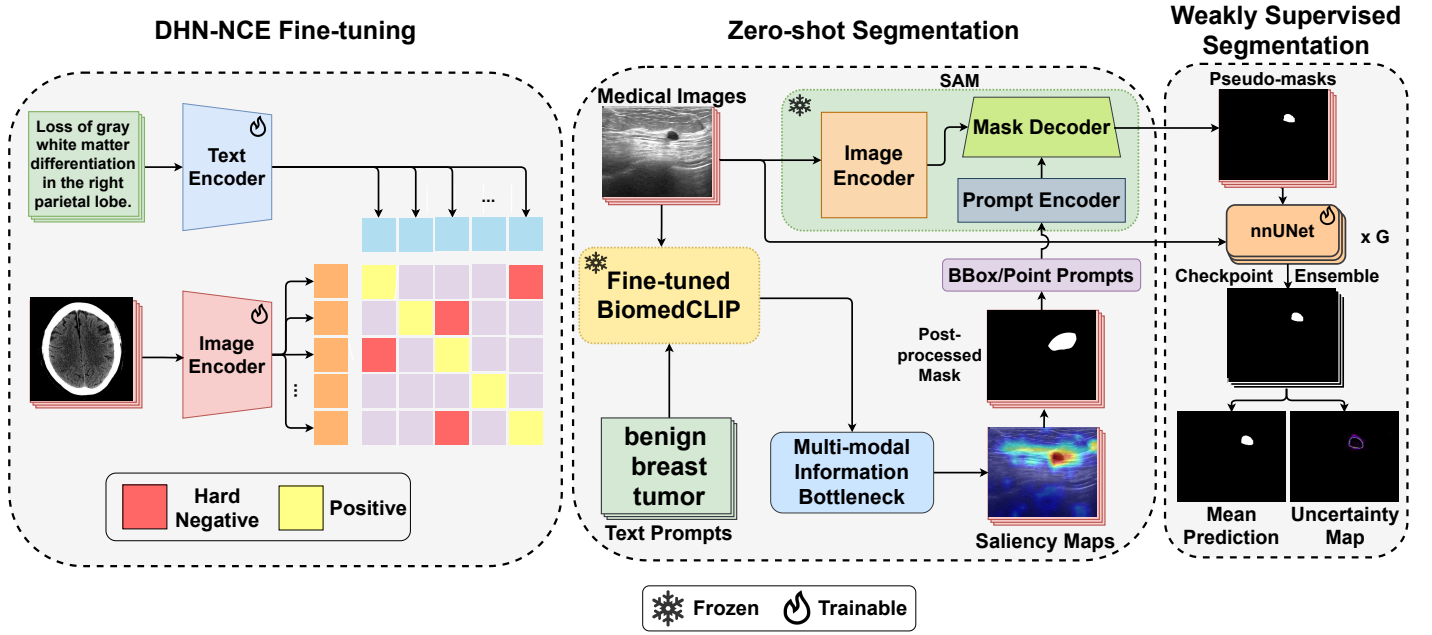 DHN-NCE Fine-tuning
Loss of gray
white matter
differentiation
in the right
parietal lobe.
Text
Encoder
...
Image
Encoder
...
Hard
Negative
Positive
Zero-shot Segmentation
Medical Images
SAM
Image
Encoder
Mask Decoder
Prompt Encoder
BBox/Point Prompts
Fine-tuned
BiomedCLIP
Post-
processed
Mask
benign
breast
tumor
Text Prompts
Multi-modal
Information
Bottleneck
Saliency Maps
Weakly Supervised
Segmentation
Pseudo-masks
nnUNet
x G
Checkpoint Ensemble
Mean
Prediction
Uncertainty
Map
Frozen
Trainable